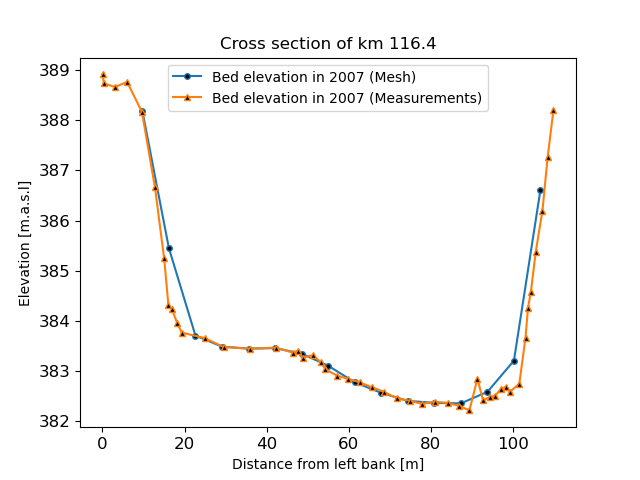 Cross section of km 116.4
Bed elevation in 2007 (Mesh)
Bed elevation in 2007 (Measurements)
Elevation [m.a.s.l]
389
388
387
386
385
384
383
382
0 20 40 60 80 100
Distance from left bank [m]